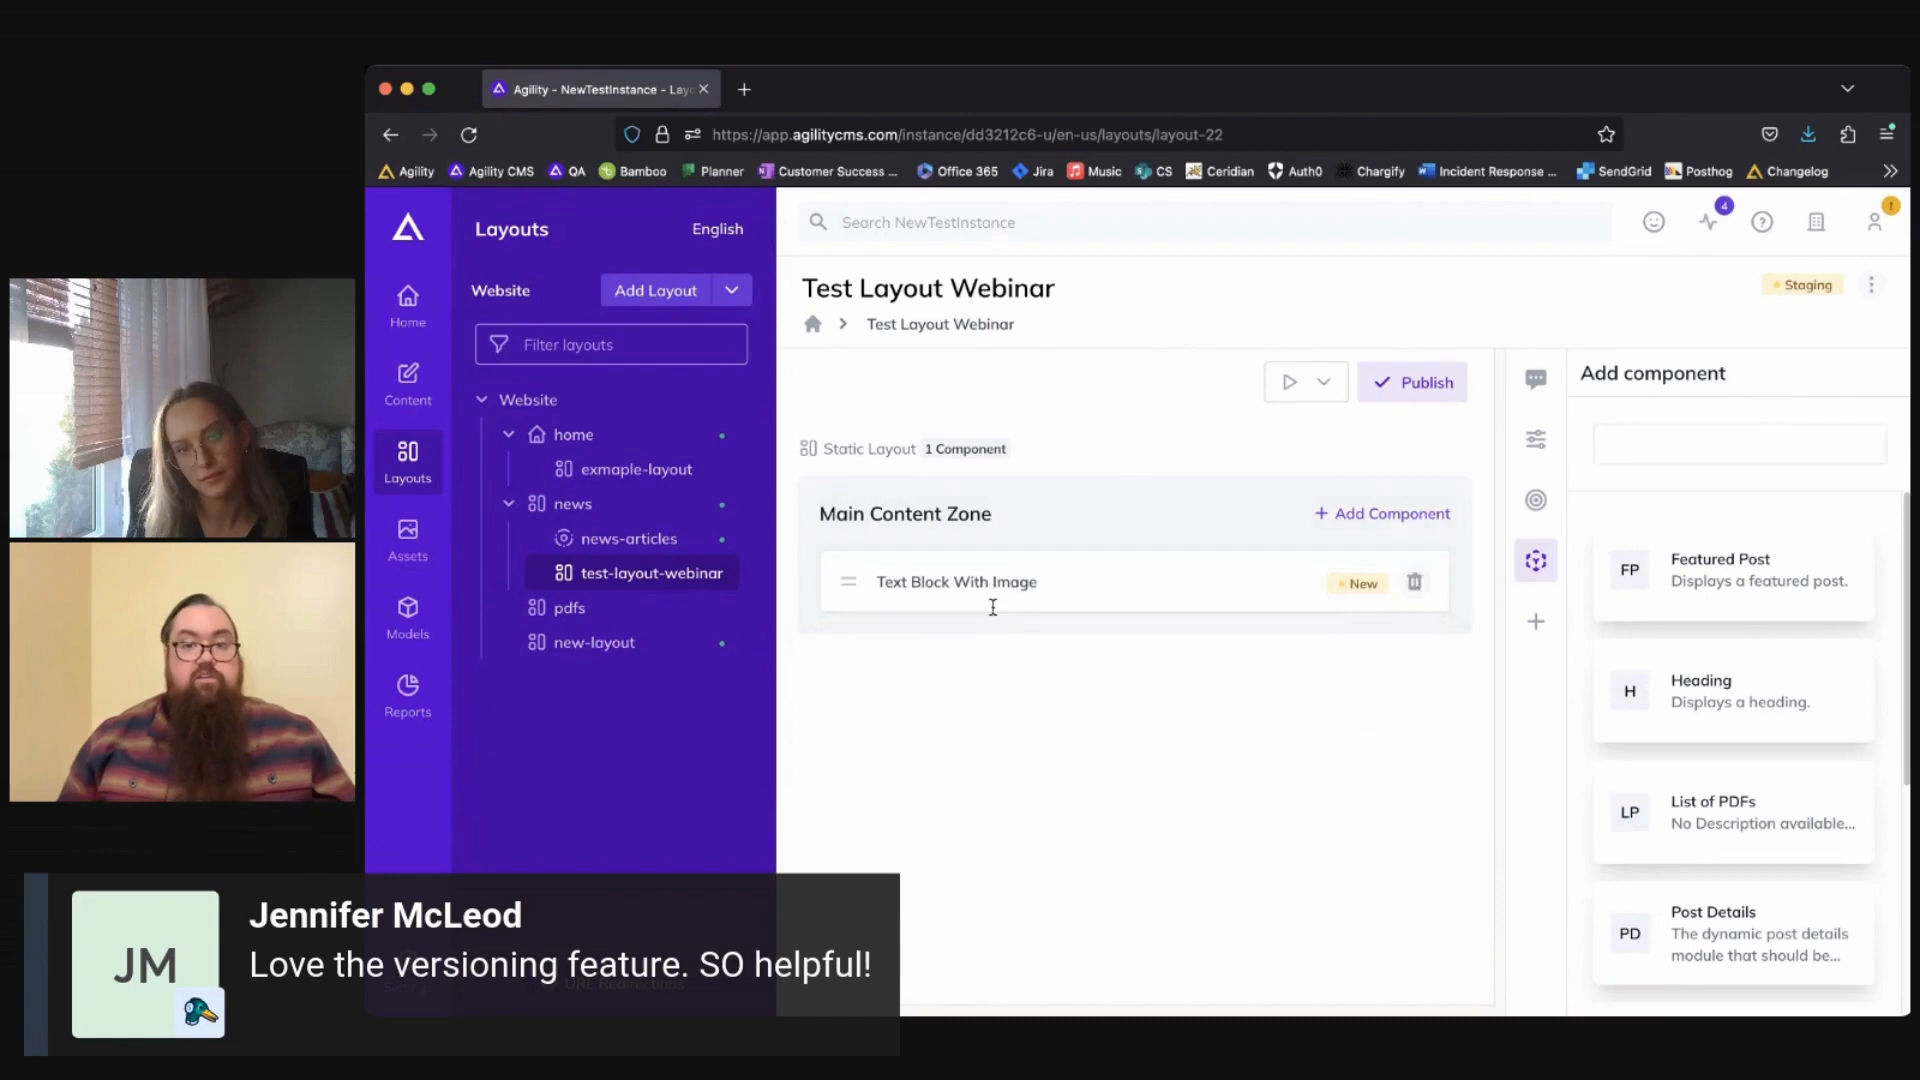 Agility - NewTestInstance - Lay
https://app.agilitycms.com/instance/dd3212c6-u/en-us/layouts/layout-22
Agility
Agility CMS
QA
Bamboo
Planner
Customer Success ...
Office 365
Jira
Music
CS
Ceridian
Auth0
Chargify
Incident Response ...
SendGrid
Posthog
Changelog
Home
Content
Layouts
Assets
Models
Reports
Layouts
English
Website
Add Layout
Filter layouts
Website
home
exmaple-layout
news
news-articles
test-layout-webinar
pdfs
new-layout
URL Redirections
Search NewTestInstance
4
!
Test Layout Webinar
Staging
Test Layout Webinar
Publish
Static Layout 1 Component
Main Content Zone
+ Add Component
Text Block With Image
New
Add component
FP
Featured Post
Displays a featured post.
H
Heading
Displays a heading.
LP
List of PDFs
No Description available...
PD
Post Details
The dynamic post details
module that should be...
JM
Jennifer McLeod
Love the versioning feature. SO helpful!